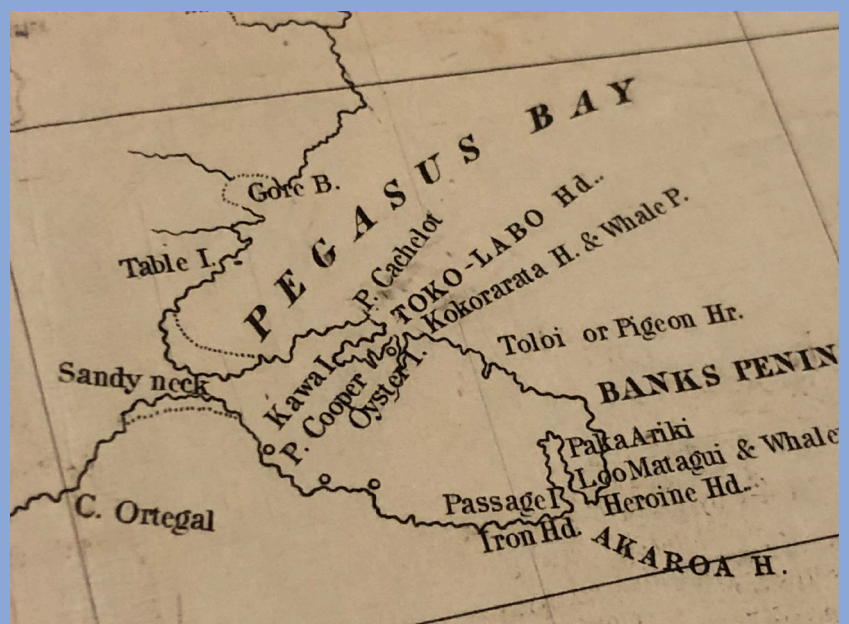 PEGASUS BAY
Gore B.
Table I.
P. Cachelot
TOKO-LABO Hd.
Kokorarata H. & Whale P.
Toloi or Pigeon Hr.
Sandy neck
Kawai
P. Cooper
Oyster I.
BANKS PENIN
Paka Ariki
Loo Matagui & Whale
Passage I.
Heroine Hd.
C. Ortegal
Iron Hd.
AKAROA H.